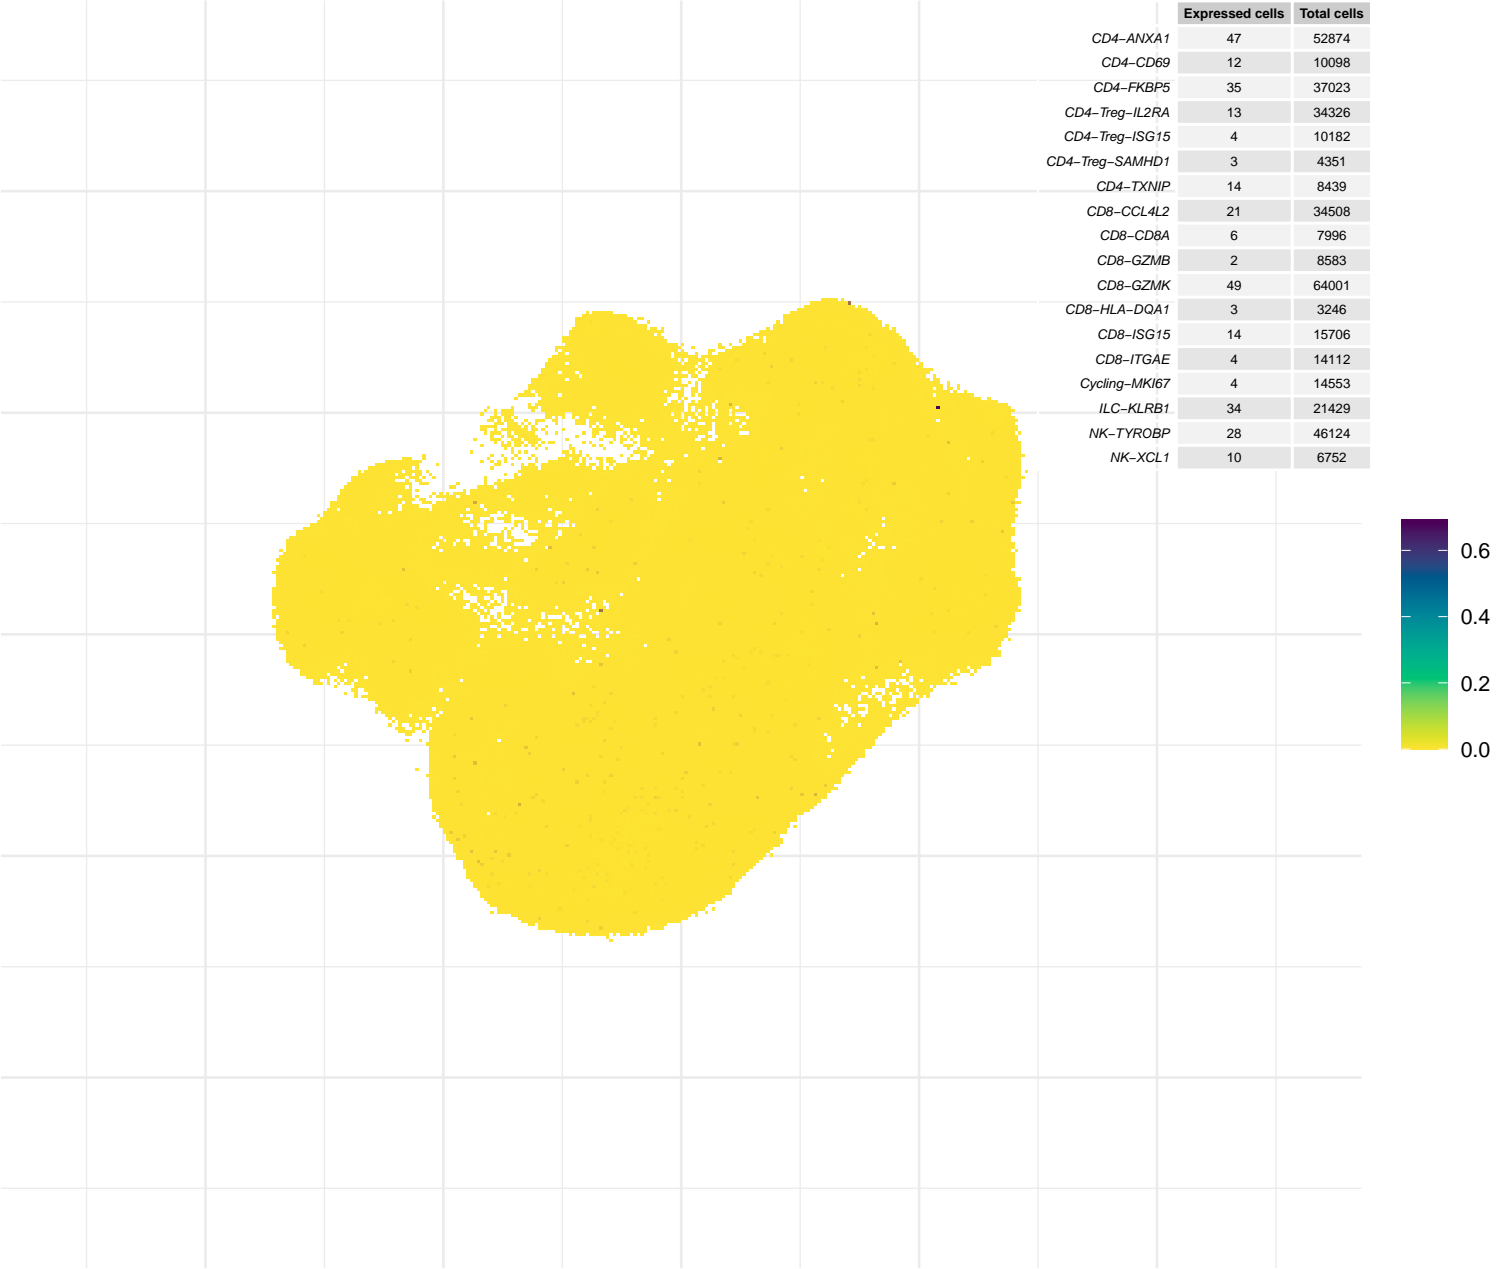 Expressed cells Total cells
CD4−ANXA1 47 52874
CD4−CD69 12 10098
CD4−FKBP5 35 37023
CD4−Treg−IL2RA 13 34326
CD4−Treg−ISG15 4 10182
CD4−Treg−SAMHD1 3 4351
CD4−TXNIP 14 8439
CD8−CCL4L2 21 34508
CD8−CD8A 6 7996
CD8−GZMB 2 8583
CD8−GZMK 49 64001
CD8−HLA−DQA1 3 3246
CD8−ISG15 14 15706
CD8−ITGAE 4 14112
Cycling−MKI67 4 14553
ILC−KLRB1 34 21429
NK−TYROBP 28 46124
NK−XCL1 10 6752
0.6
0.4
0.2
0.0